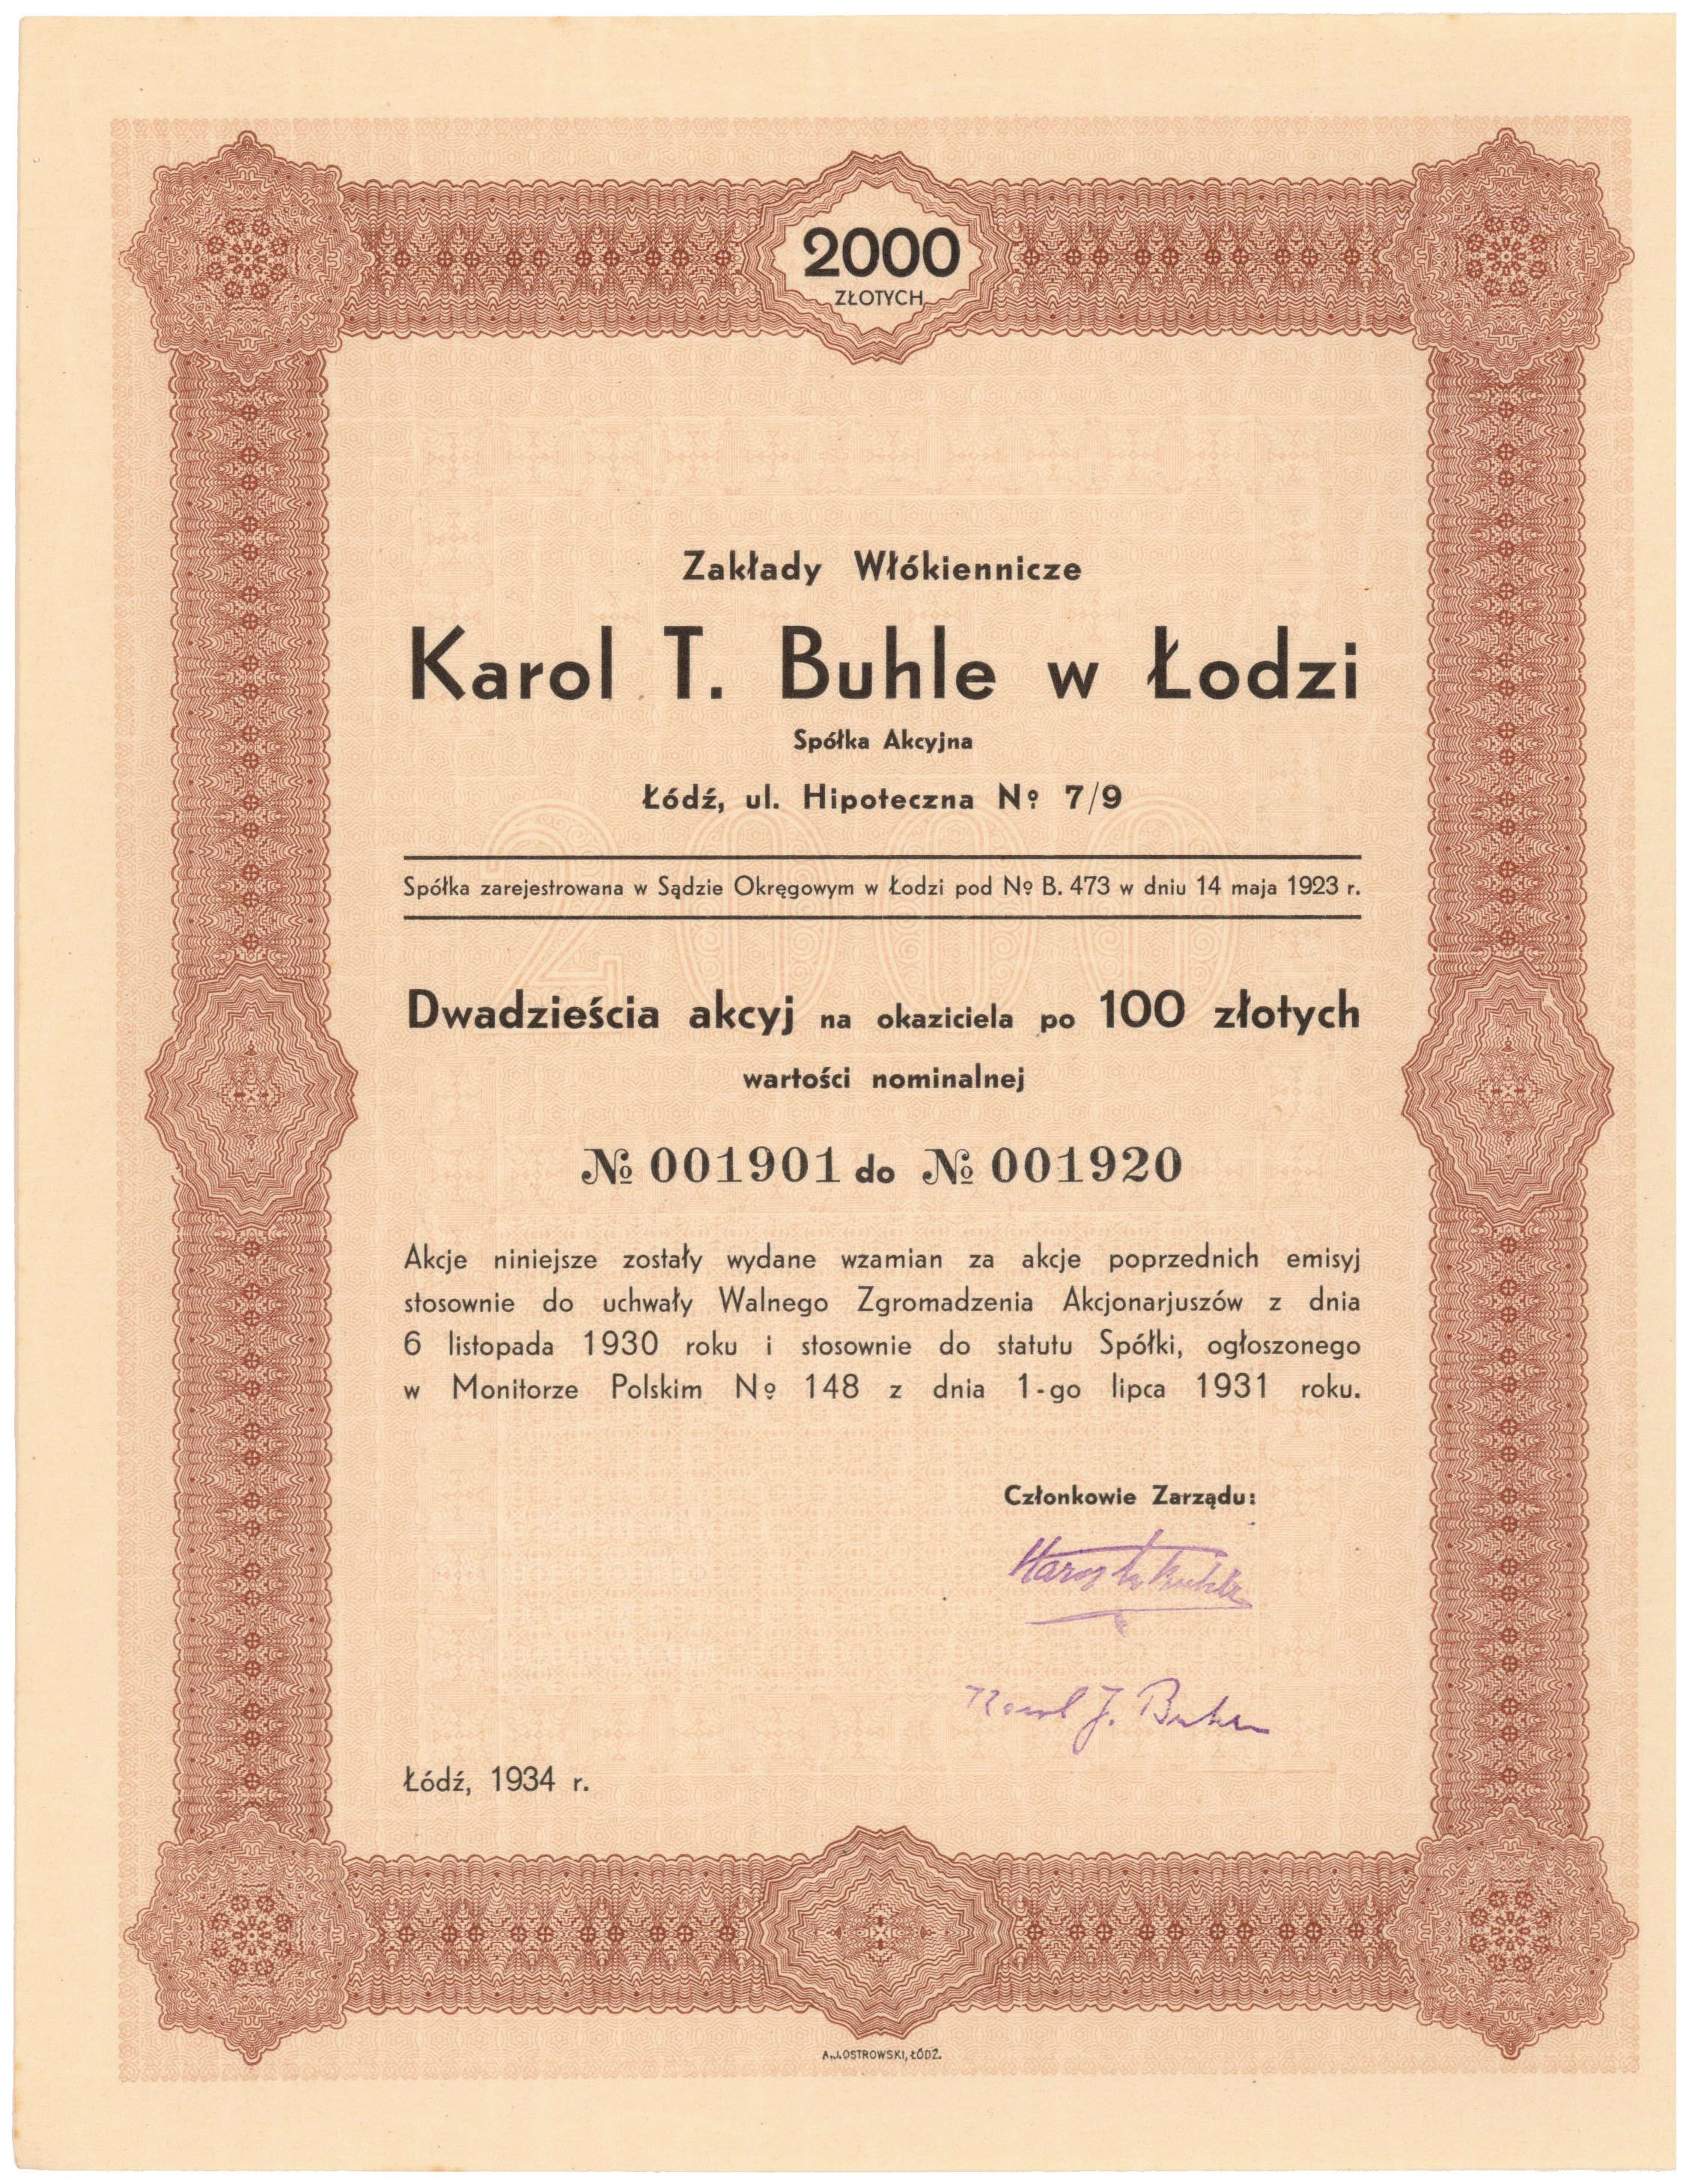 2000
ZŁOTYCH
Zakłady Włókiennicze
Karol T. Buhle w Łodzi
Spółka Akcyjna
Łódź, ul. Hipoteczna Nº 7/9
2000
Spółka zarejestrowana w Sądzie Okręgowym w Łodzi pod Nº B. 473 w dniu 14 maja 1923 r.
Dwadzieścia akcyj na okaziciela po 100 złotych
wartości nominalnej
№ 001901 do № 001920
Akcje niniejsze zostały wydane wzamian za akcje poprzednich emisyj
stosownie do uchwały Walnego Zgromadzenia Akcjonarjuszów z dnia
6 listopada 1930 roku i stosownie do statutu Spółki, ogłoszonego
w Monitorze Polskim Nº 148 z dnia 1-go lipca 1931 roku.
Członkowie Zarządu:
Buhle
Karol J. Buhle
Łódź, 1934 r.
A.J.OSTROWSKI, ŁÓDŹ.